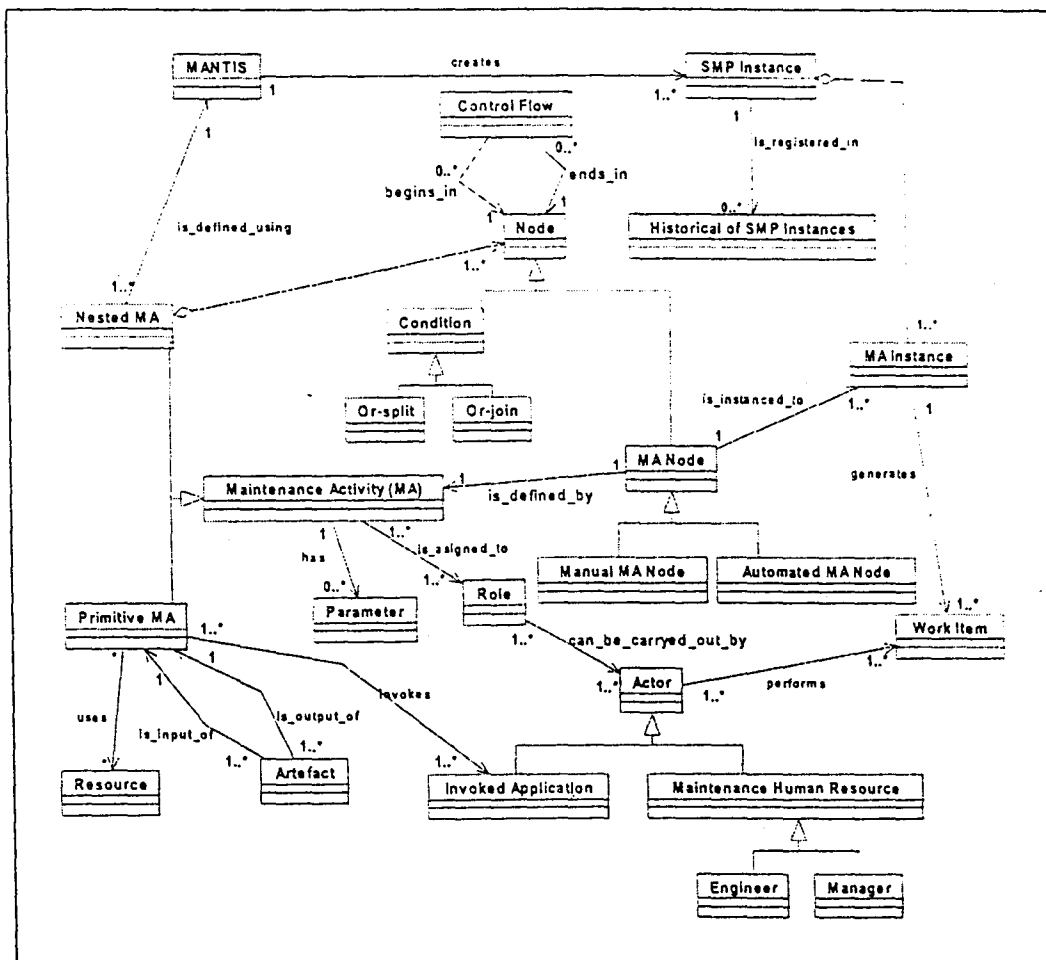 MANTIS
creates
SMP Instance
1
1..*
Control Flow
1
1
Is_registered_in
0..*
0..*
begins_in
ends_in
1
1
0..*
Node
Historical of SMP Instances
is_defined_using
1..*
1..*
Nested MA
Condition
1..*
MA Instance
is_instanced_to
1..*
1
Or-split
Or-join
1
MA Node
generates
1
1
Maintenance Activity (MA)
is_defined_by
1
1..*
is_asigned_to
has
Manual MA Node
Automated MA Node
0..*
1..*
Role
Parameter
Primitive MA
1..*
1..*
Work Item
1..*
can_be_carryed_out_by
*
1
1
1..*
1..*
Actor
1..*
performs
uses
is_input_of
is_output_of
invokes
*
1..*
1..*
Artefact
1..*
Resource
Invoked Application
Maintenance Human Resource
Engineer
Manager